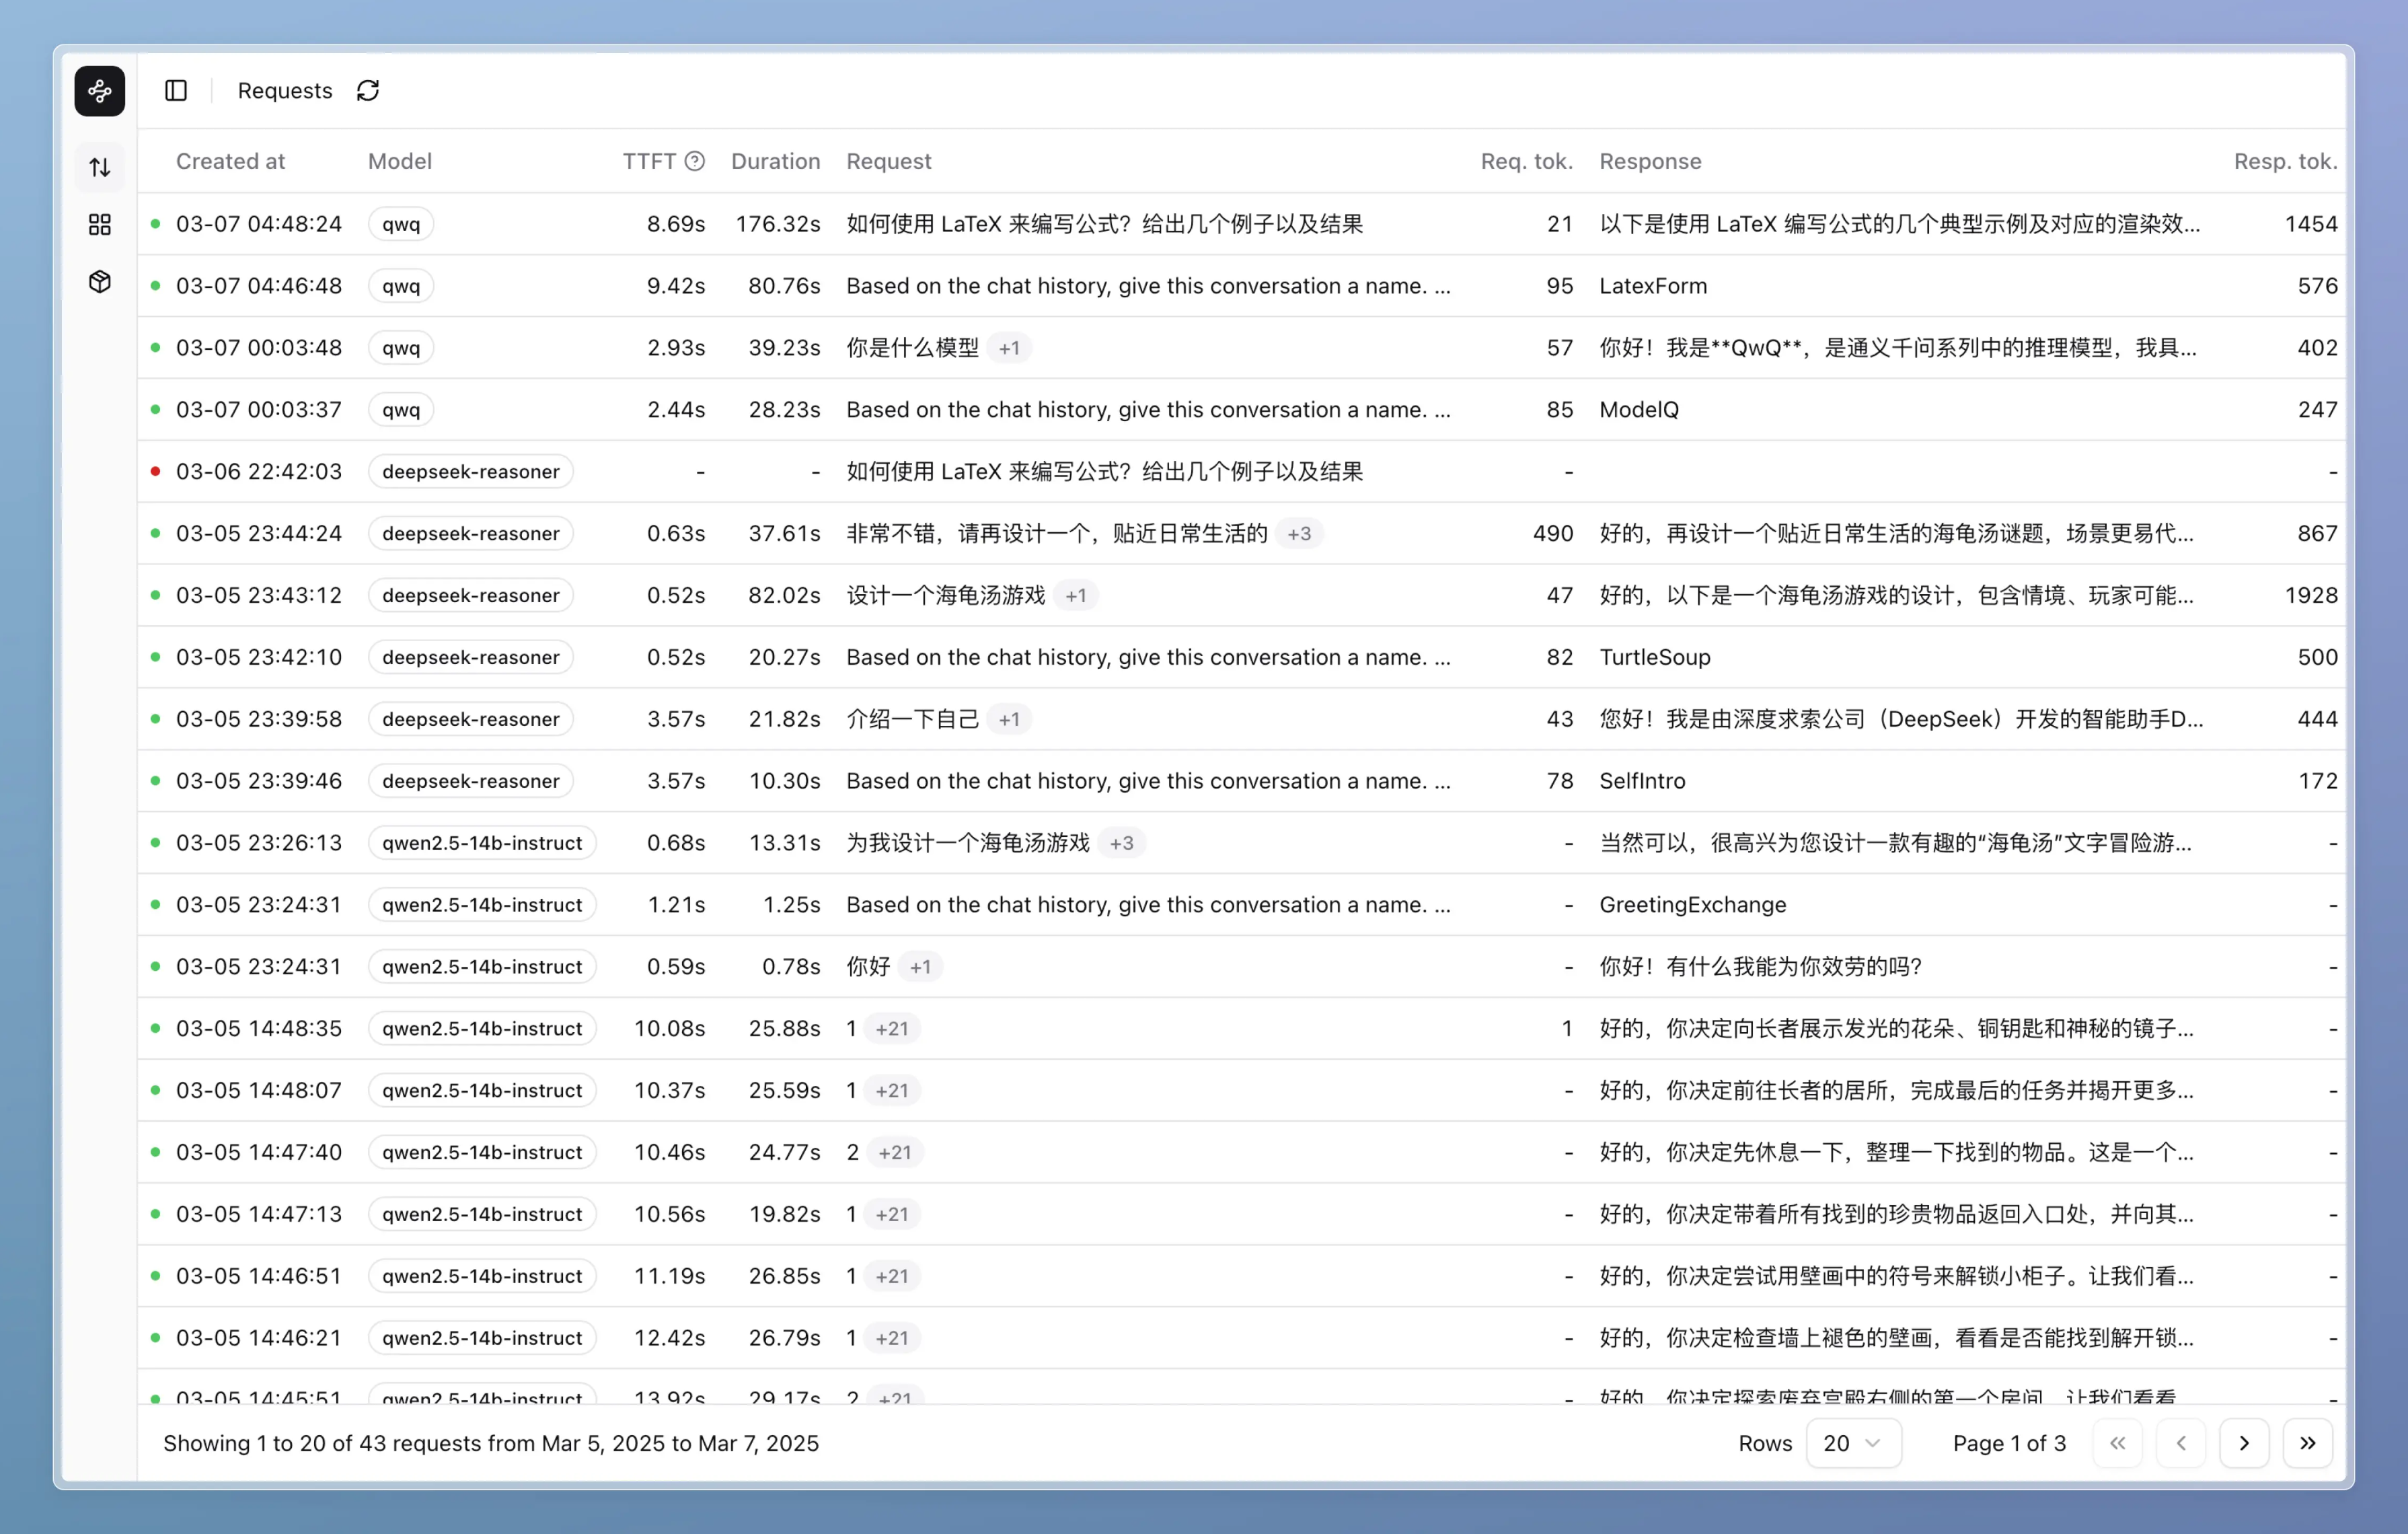 Requests
Created at Model TTFT Duration Request Req. tok. Response Resp. tok.
03-07 04:48:24 qwq 8.69s 176.32s 如何使用 LaTeX 来编写公式？给出几个例子以及结果 21 以下是使用 LaTeX 编写公式的几个典型示例及对应的渲染效... 1454
03-07 04:46:48 qwq 9.42s 80.76s Based on the chat history, give this conversation a name. ... 95 LatexForm 576
03-07 00:03:48 qwq 2.93s 39.23s 你是什么模型 +1 57 你好！我是**QwQ**，是通义千问系列中的推理模型，我具... 402
03-07 00:03:37 qwq 2.44s 28.23s Based on the chat history, give this conversation a name. ... 85 ModelQ 247
03-06 22:42:03 deepseek-reasoner - - 如何使用 LaTeX 来编写公式？给出几个例子以及结果 - -
03-05 23:44:24 deepseek-reasoner 0.63s 37.61s 非常不错，请再设计一个，贴近日常生活的 +3 490 好的，再设计一个贴近日常生活的海龟汤谜题，场景更易代... 867
03-05 23:43:12 deepseek-reasoner 0.52s 82.02s 设计一个海龟汤游戏 +1 47 好的，以下是一个海龟汤游戏的设计，包含情境、玩家可能... 1928
03-05 23:42:10 deepseek-reasoner 0.52s 20.27s Based on the chat history, give this conversation a name. ... 82 TurtleSoup 500
03-05 23:39:58 deepseek-reasoner 3.57s 21.82s 介绍一下自己 +1 43 您好！我是由深度求索公司（DeepSeek）开发的智能助手D... 444
03-05 23:39:46 deepseek-reasoner 3.57s 10.30s Based on the chat history, give this conversation a name. ... 78 SelfIntro 172
03-05 23:26:13 qwen2.5-14b-instruct 0.68s 13.31s 为我设计一个海龟汤游戏 +3 - 当然可以，很高兴为您设计一款有趣的“海龟汤”文字冒险游... -
03-05 23:24:31 qwen2.5-14b-instruct 1.21s 1.25s Based on the chat history, give this conversation a name. ... - GreetingExchange -
03-05 23:24:31 qwen2.5-14b-instruct 0.59s 0.78s 你好 +1 - 你好！有什么我能为你效劳的吗？ -
03-05 14:48:35 qwen2.5-14b-instruct 10.08s 25.88s 1 +21 1 好的，你决定向长者展示发光的花朵、铜钥匙和神秘的镜子... -
03-05 14:48:07 qwen2.5-14b-instruct 10.37s 25.59s 1 +21 - 好的，你决定前往长者的居所，完成最后的任务并揭开更多... -
03-05 14:47:40 qwen2.5-14b-instruct 10.46s 24.77s 2 +21 - 好的，你决定先休息一下，整理一下找到的物品。这是一个... -
03-05 14:47:13 qwen2.5-14b-instruct 10.56s 19.82s 1 +21 - 好的，你决定带着所有找到的珍贵物品返回入口处，并向其... -
03-05 14:46:51 qwen2.5-14b-instruct 11.19s 26.85s 1 +21 - 好的，你决定尝试用壁画中的符号来解锁小柜子。让我们看... -
03-05 14:46:21 qwen2.5-14b-instruct 12.42s 26.79s 1 +21 - 好的，你决定检查墙上褪色的壁画，看看是否能找到解开锁... -
03-05 14:45:51 qwen2.5-14b-instruct 13.92s 29.17s 2 +21 - 好的，你决定探索废弃宫殿右侧的第一个房间。让我们看看... -
Showing 1 to 20 of 43 requests from Mar 5, 2025 to Mar 7, 2025 Rows 20 Page 1 of 3